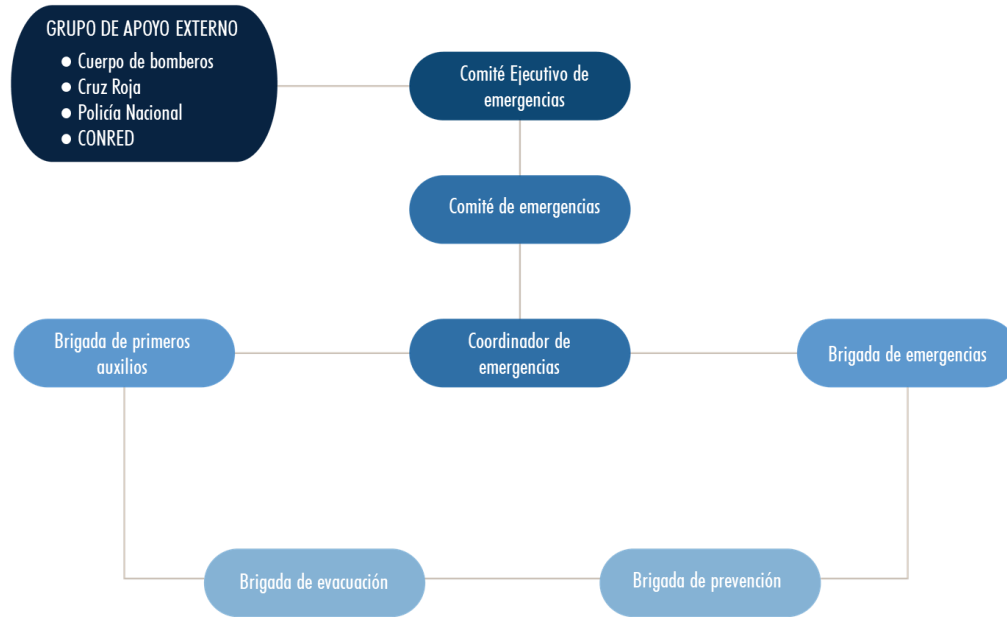 GRUPO DE APOYO EXTERNO
● Cuerpo de bomberos
● Cruz Roja
● Policía Nacional
● CONRED
Comité Ejecutivo de
emergencias
Comité de emergencias
Brigada de primeros
auxilios
Coordinador de
emergencias
Brigada de emergencias
Brigada de evacuación
Brigada de prevención